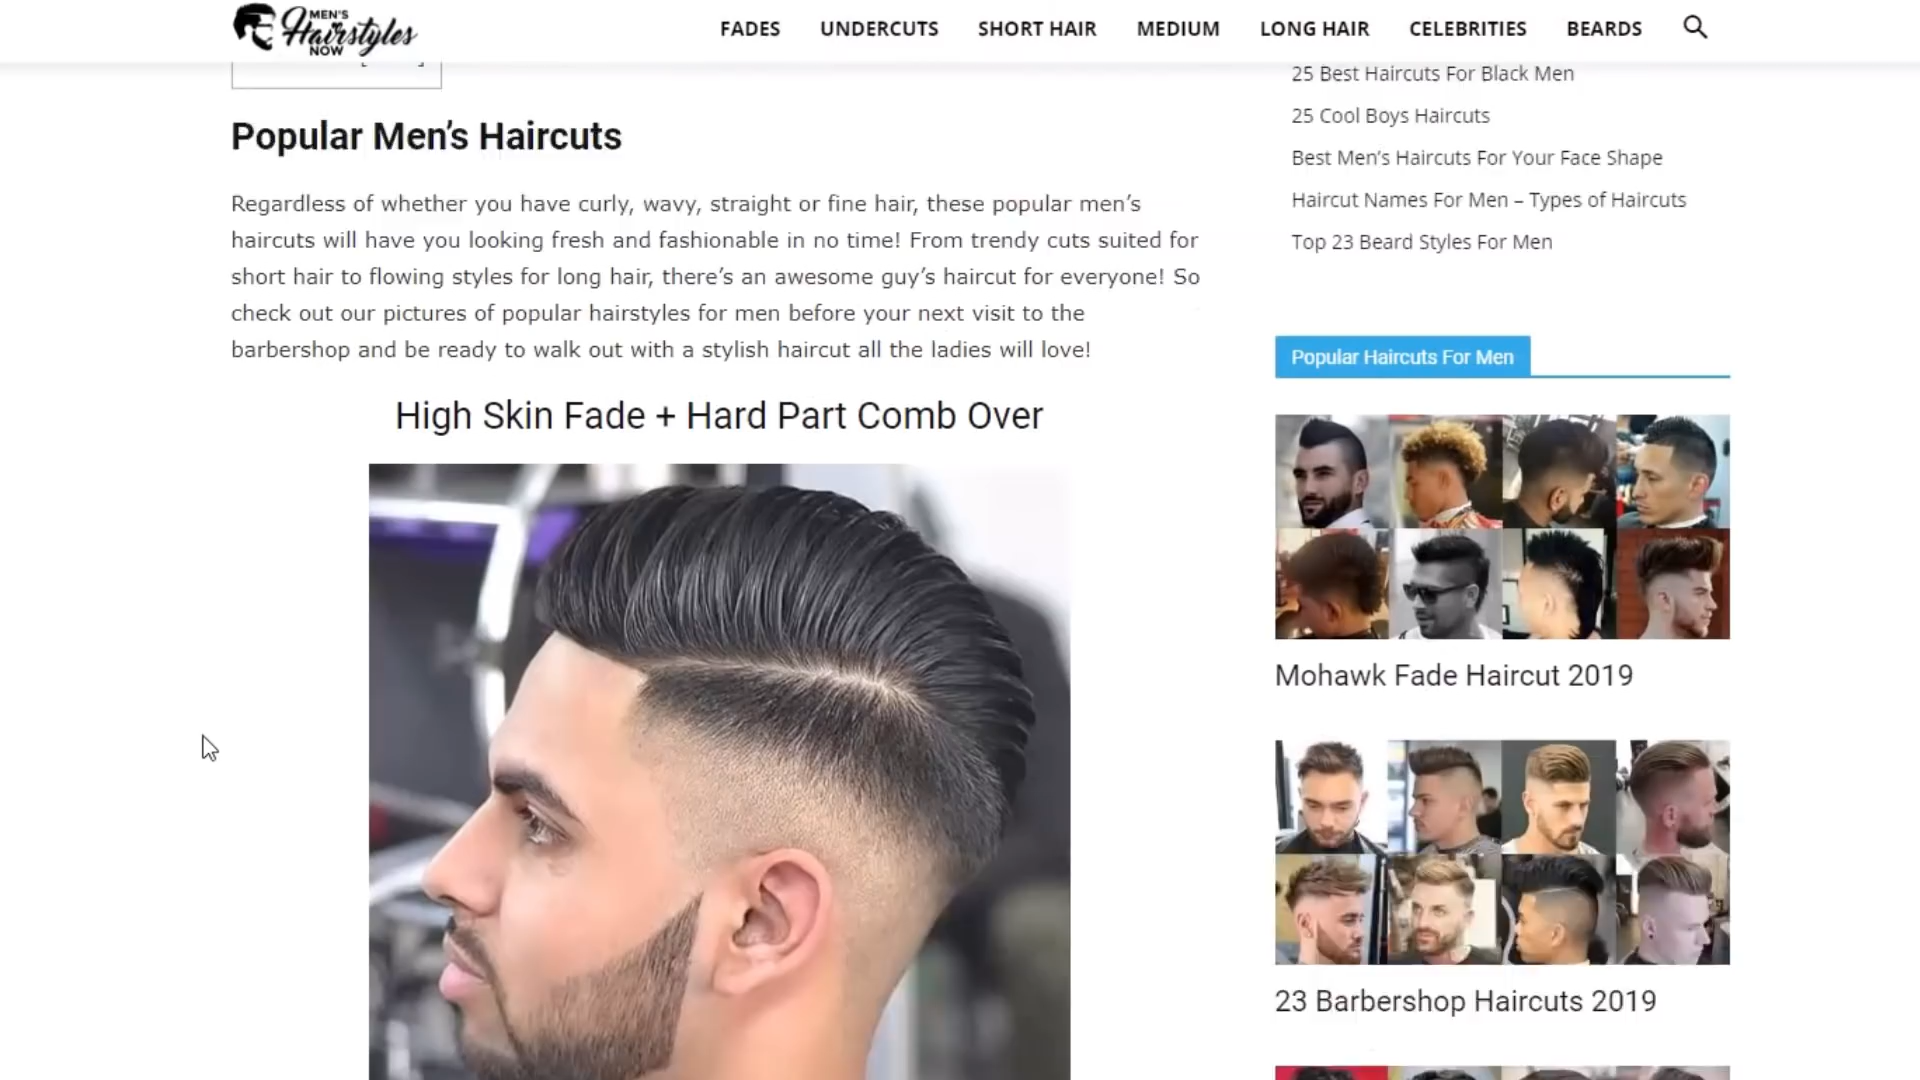 MEN'S
Hairstyles
NOW
FADES
UNDERCUTS
SHORT HAIR
MEDIUM
LONG HAIR
CELEBRITIES
BEARDS
Popular Men's Haircuts
Regardless of whether you have curly, wavy, straight or fine hair, these popular men's
haircuts will have you looking fresh and fashionable in no time! From trendy cuts suited for
short hair to flowing styles for long hair, there's an awesome guy's haircut for everyone! So
check out our pictures of popular hairstyles for men before your next visit to the
barbershop and be ready to walk out with a stylish haircut all the ladies will love!
High Skin Fade + Hard Part Comb Over
25 Best Haircuts For Black Men
25 Cool Boys Haircuts
Best Men's Haircuts For Your Face Shape
Haircut Names For Men – Types of Haircuts
Top 23 Beard Styles For Men
Popular Haircuts For Men
Mohawk Fade Haircut 2019
23 Barbershop Haircuts 2019